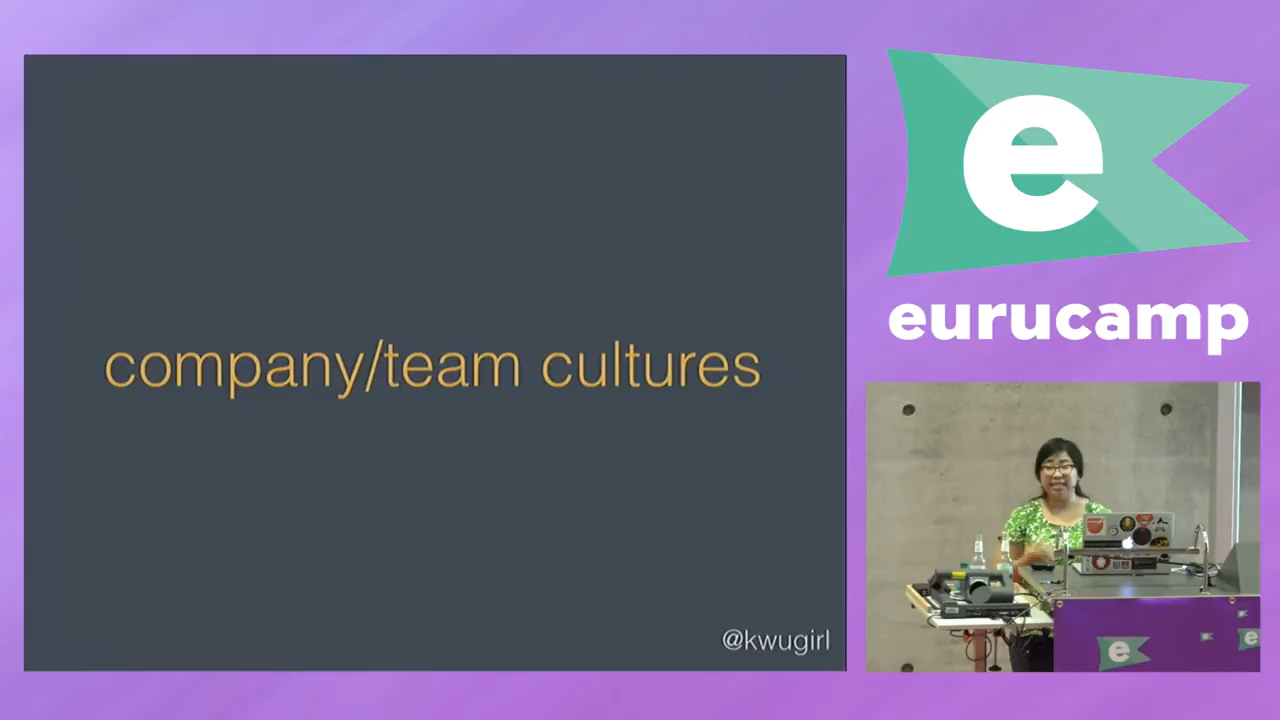 company/team cultures
@kwugirl
e
eurucamp
e
e